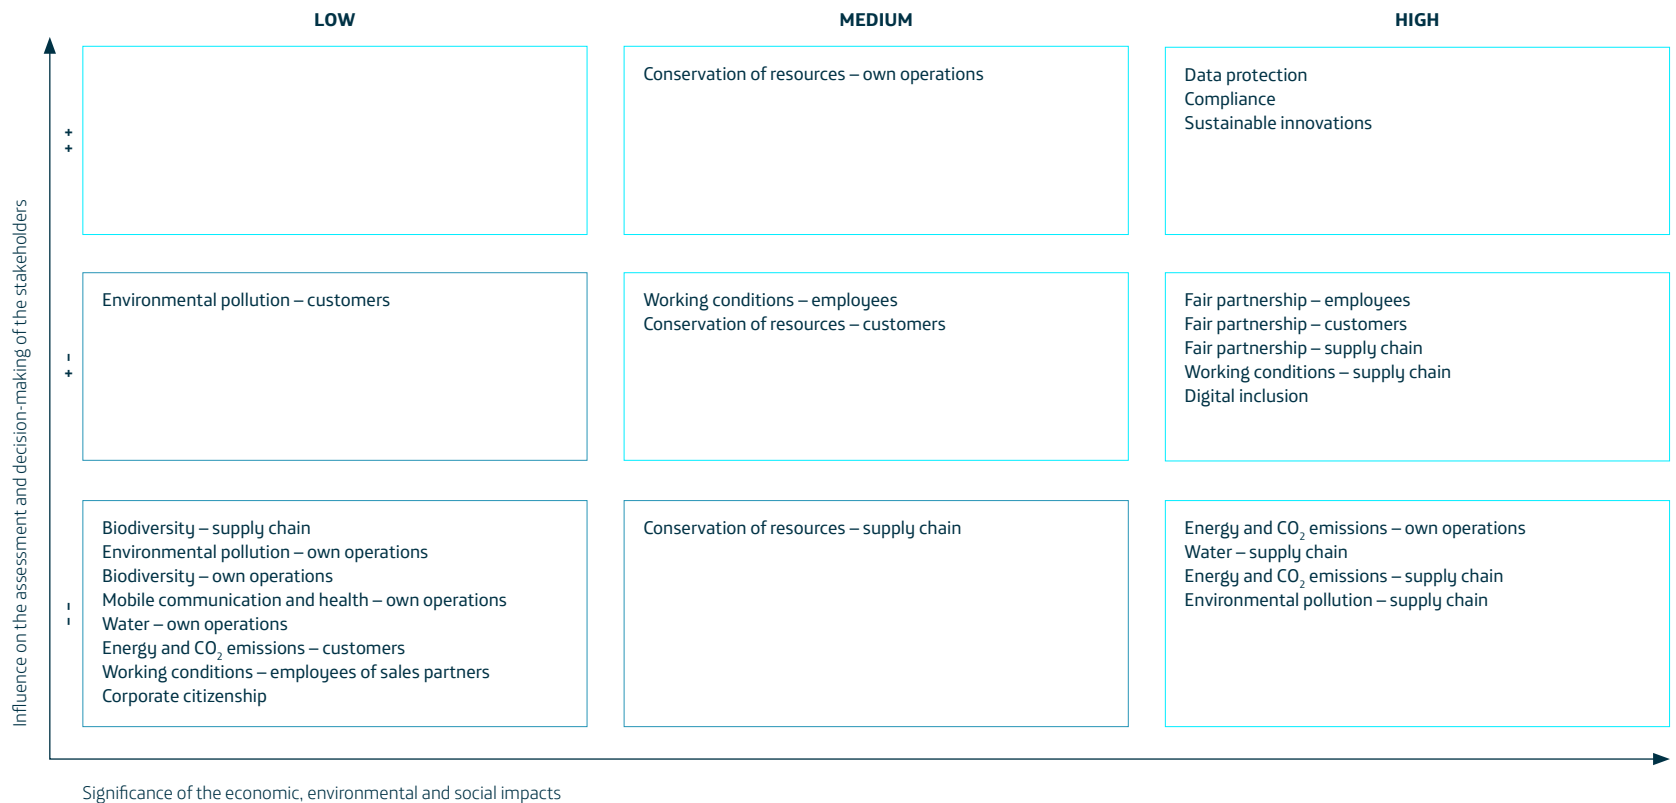 LOW
MEDIUM
HIGH
Influence on the assessment and decision-making of the stakeholders
++
Conservation of resources – own operations
Data protection
Compliance
Sustainable innovations
-+
Environmental pollution – customers
Working conditions – employees
Conservation of resources – customers
Fair partnership – employees
Fair partnership – customers
Fair partnership – supply chain
Working conditions – supply chain
Digital inclusion
--
Biodiversity – supply chain
Environmental pollution – own operations
Biodiversity – own operations
Mobile communication and health – own operations
Water – own operations
Energy and CO₂ emissions – customers
Working conditions – employees of sales partners
Corporate citizenship
Conservation of resources – supply chain
Energy and CO₂ emissions – own operations
Water – supply chain
Energy and CO₂ emissions – supply chain
Environmental pollution – supply chain
Significance of the economic, environmental and social impacts